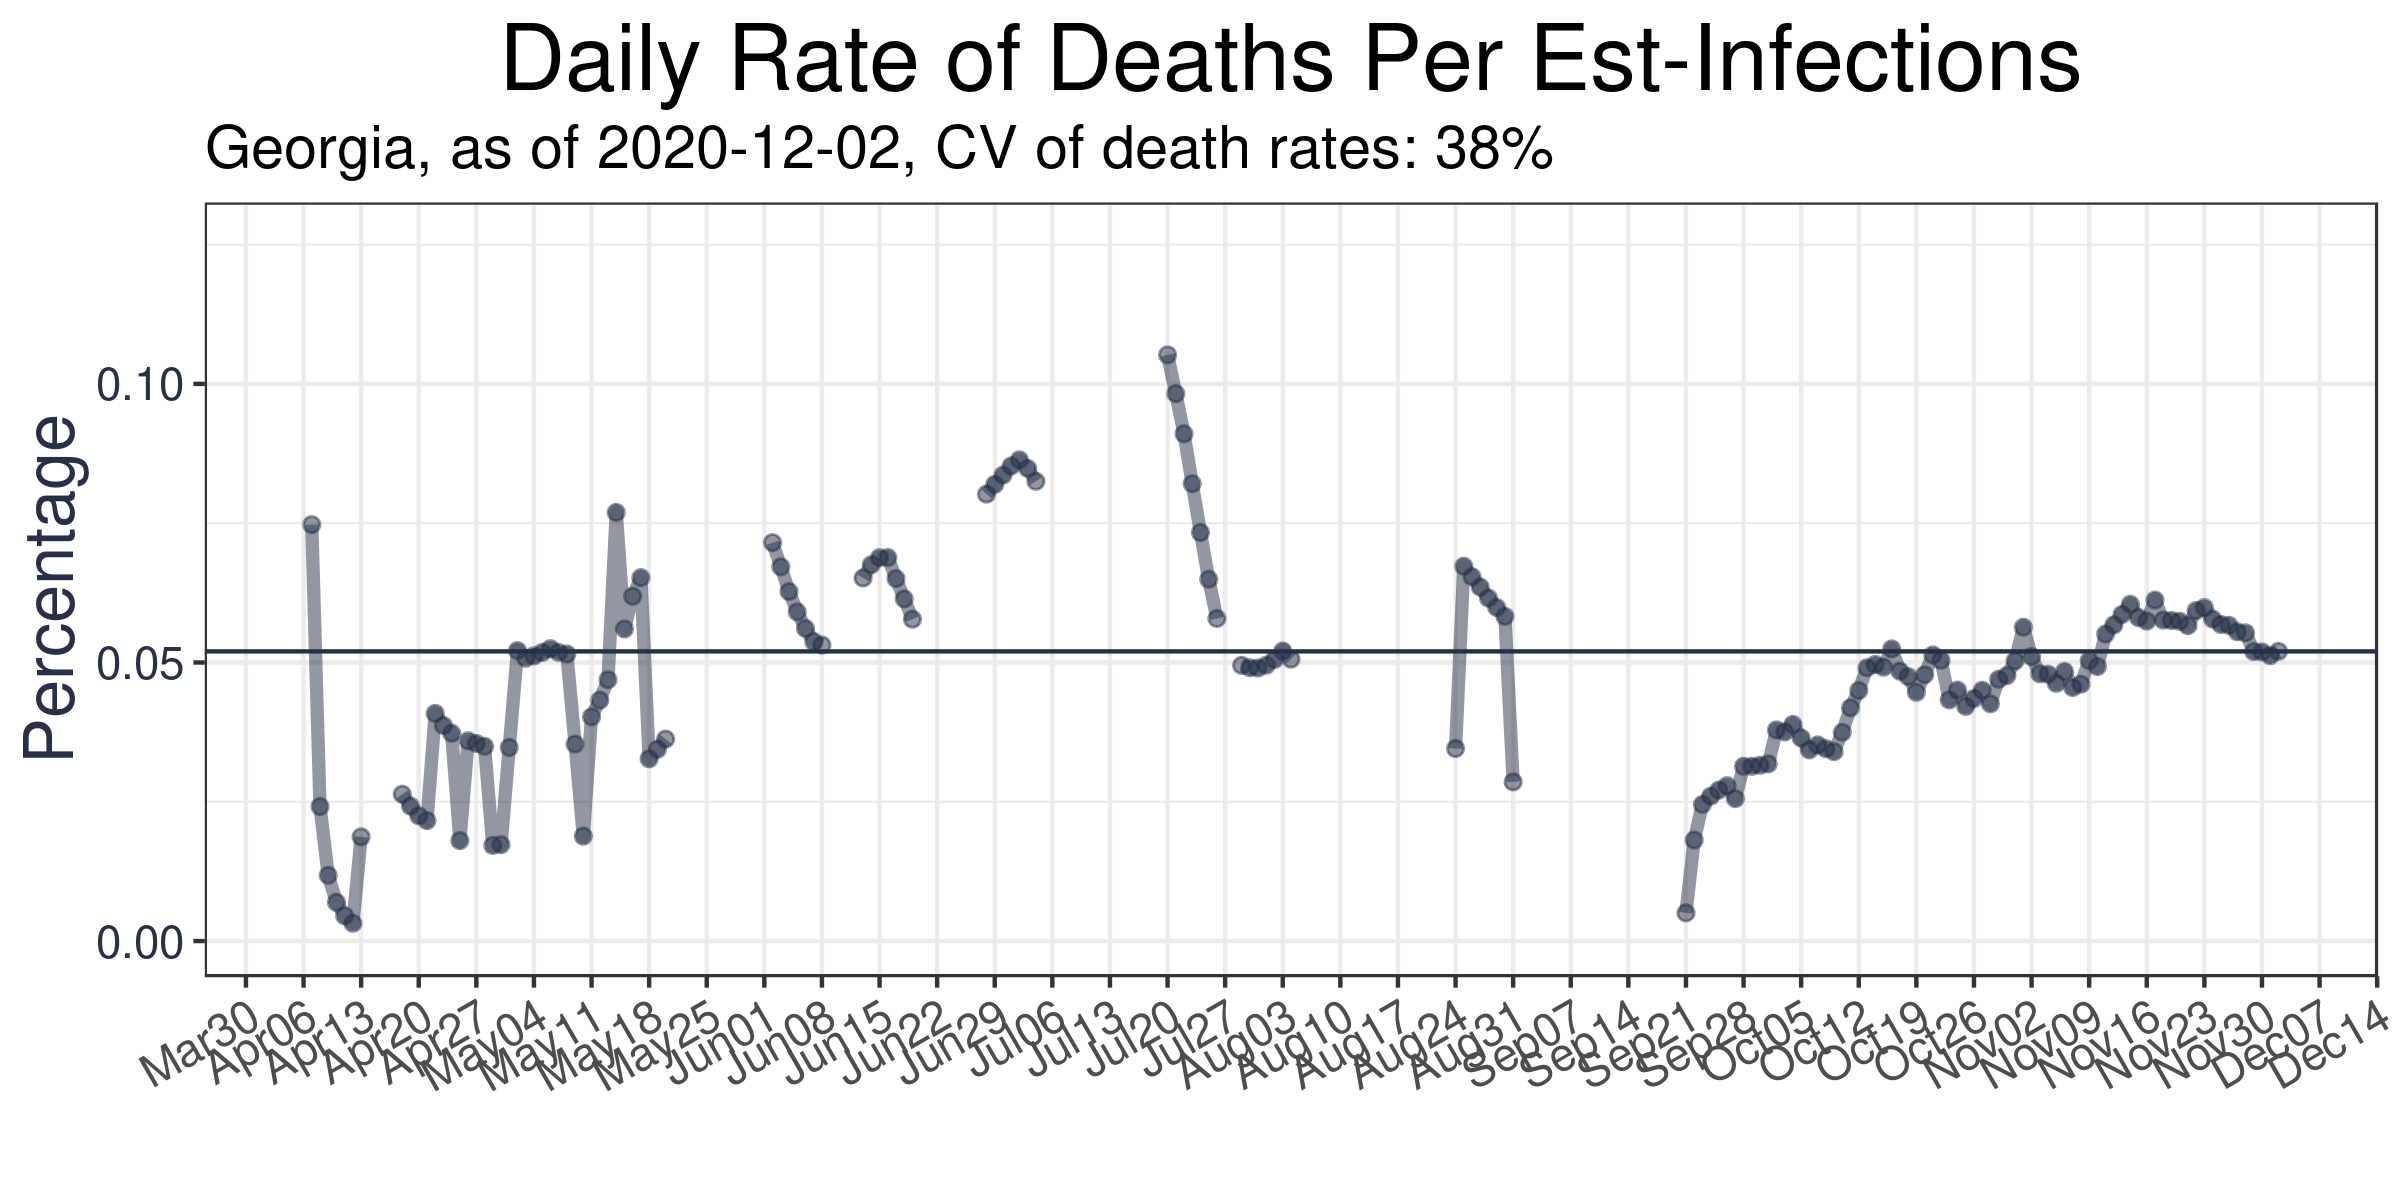 Daily Rate of Deaths Per Est-Infections
Georgia, as of 2020-12-02, CV of death rates: 38%
Percentage
0.10
0.05
0.00
Mar30
Apr06
Apr13
Apr20
Apr27
May04
May11
May18
May25
Jun01
Jun08
Jun15
Jun22
Jun29
Jul06
Jul13
Jul20
Jul27
Aug03
Aug10
Aug17
Aug24
Aug31
Sep07
Sep14
Sep21
Sep28
Oct05
Oct12
Oct19
Oct26
Nov02
Nov09
Nov16
Nov23
Nov30
Dec07
Dec14